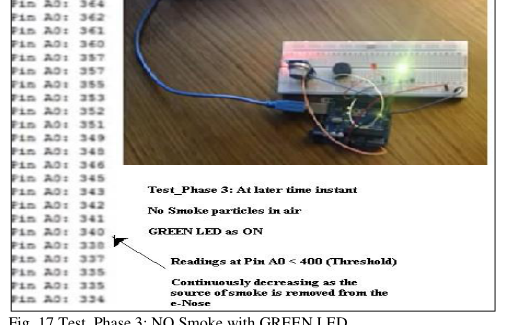 Pin A0: 364
Pin A0: 362
Pin A0: 361
Pin A0: 360
Pin A0: 357
Pin A0: 357
Pin A0: 355
Pin A0: 353
Pin A0: 352
Pin A0: 351
Pin A0: 349
Pin A0: 348
Pin A0: 346
Pin A0: 345
Pin A0: 343
Pin A0: 342
Pin A0: 341
Pin A0: 340
Pin A0: 338
Pin A0: 337
Pin A0: 335
Pin A0: 335
Pin A0: 334
Test_Phase 3: At later time instant
No Smoke particles in air
GREEN LED as ON
Readings at Pin A0 < 400 (Threshold)
Continuously decreasing as the
source of smoke is removed from the
e-Nose
Fig. 17 Test_Phase 3: NO Smoke with GREEN LED